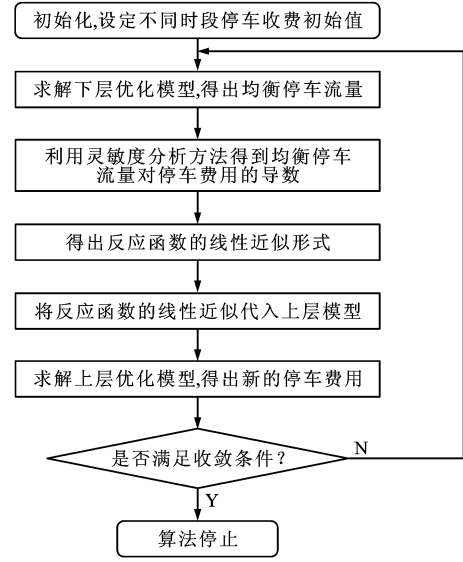 初始化,设定不同时段停车收费初始值
求解下层优化模型,得出均衡停车流量
利用灵敏度分析方法得到均衡停车
流量对停车费用的导数
得出反应函数的线性近似形式
将反应函数的线性近似代入上层模型
求解上层优化模型,得出新的停车费用
是否满足收敛条件？
N
Y
算法停止